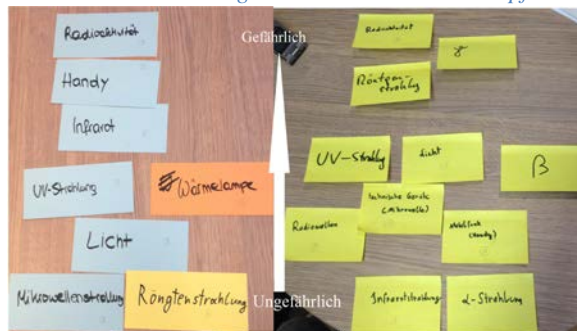 Radioaktivität
Handy
Infrarot
UV-Strahlung
Wärmelampe
Licht
Mikrowellenstrahlung
Röngtenstrahlung
Gefährlich
Ungefährlich
Radioaktivität
γ
Röntgen-
strahlung
UV-Strahlung
Licht
β
technische Geräte
(Mikrowelle)
Radiowellen
Mobilfunk
(Handy)
Infrarotstrahlung
α-Strahlung